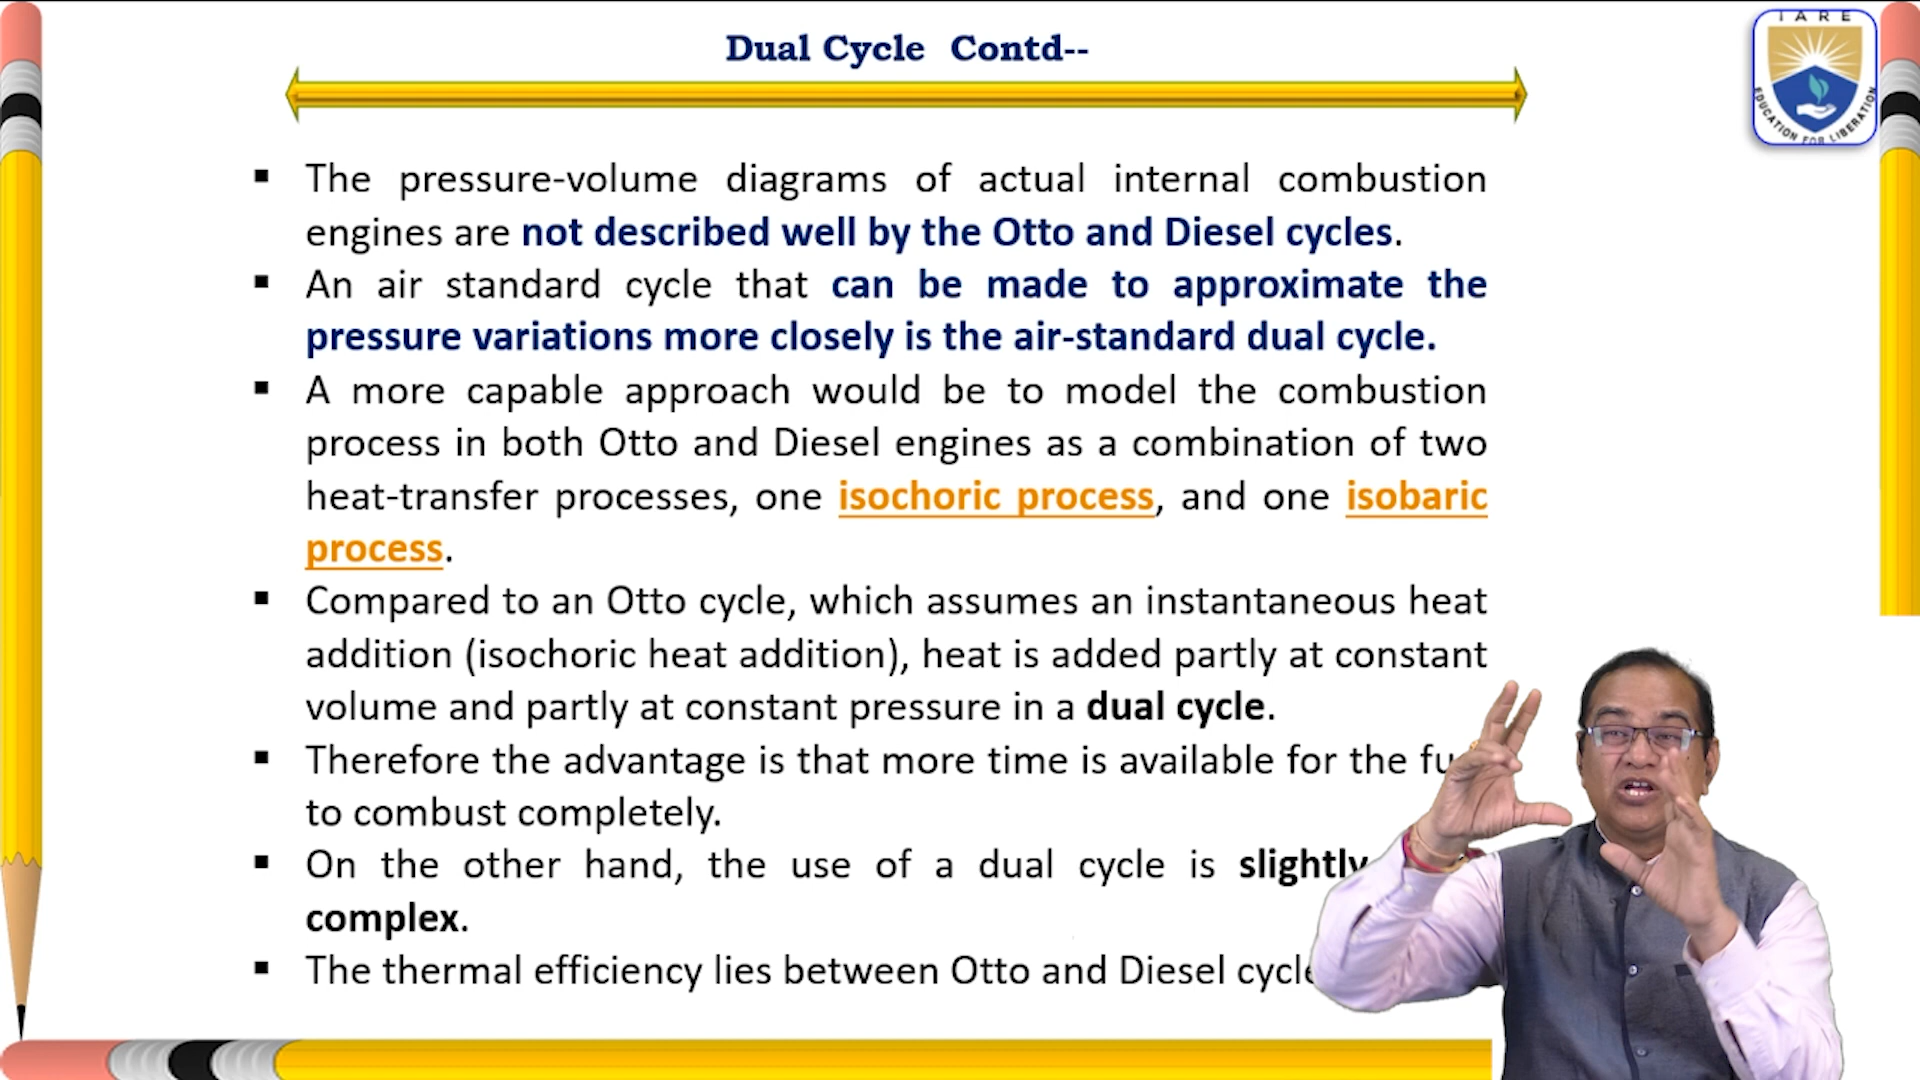 Dual Cycle Contd--
IARE
EDUCATION FOR LIBERATION
▪ The pressure-volume diagrams of actual internal combustion
engines are not described well by the Otto and Diesel cycles.
▪ An air standard cycle that can be made to approximate the
pressure variations more closely is the air-standard dual cycle.
▪ A more capable approach would be to model the combustion
process in both Otto and Diesel engines as a combination of two
heat-transfer processes, one isochoric process, and one isobaric
process.
▪ Compared to an Otto cycle, which assumes an instantaneous heat
addition (isochoric heat addition), heat is added partly at constant
volume and partly at constant pressure in a dual cycle.
▪ Therefore the advantage is that more time is available for the
to combust completely.
▪ On the other hand, the use of a dual cycle is slightly
complex.
▪ The thermal efficiency lies between Otto and Diesel